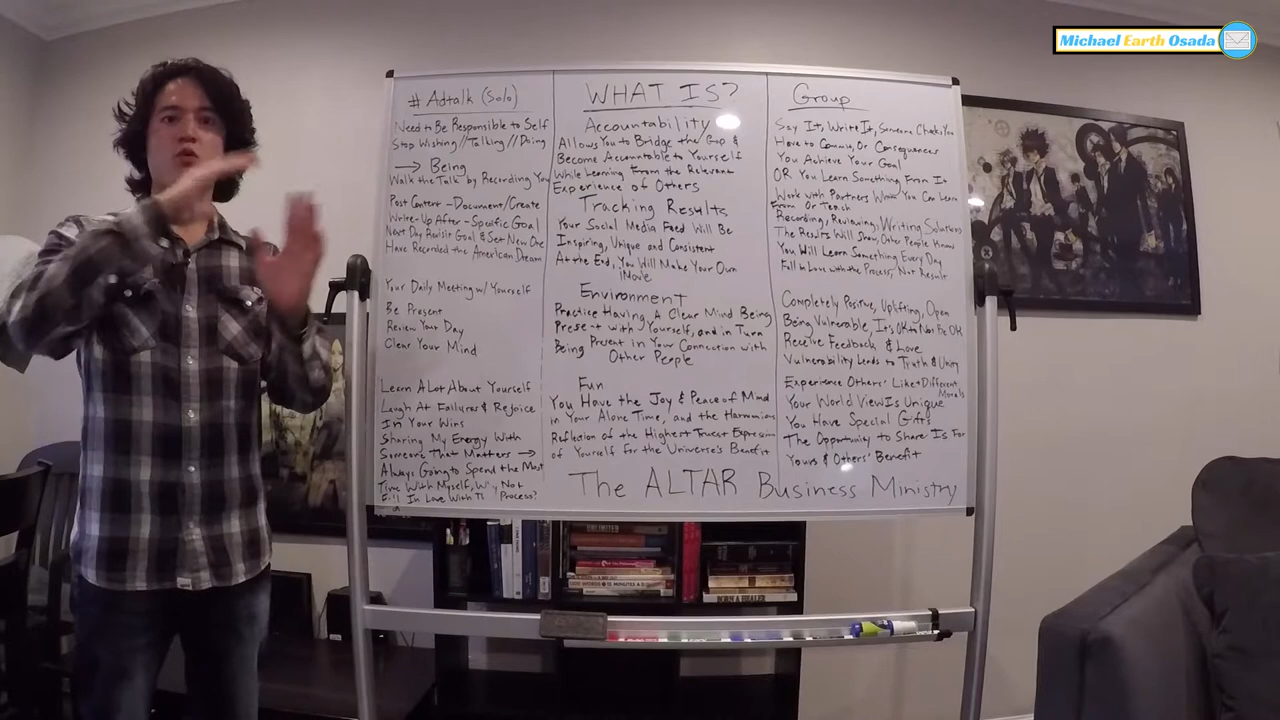 Michael Earth Osada
# Adtalk (Solo)
Need to Be Responsible to Self
Stop Wishing//Talking//Doing
→ Being
Walk the Talk by Recording You
Post Content - Document/Create
Write-Up After - Specific Goal
Next Day Revisit Goal & Set New One
Have Recorded the American Dream
Your Daily Meeting w/ Yourself
Be Present
Review Your Day
Clear Your Mind
Learn A Lot About Yourself
Laugh At Failures & Rejoice
In Your Wins
Sharing My Energy With
Someone That Matters →
Always Going to Spend the Most
Time With Myself, Why Not
In Love With Process?
WHAT IS?
Accountability
Allows You to Bridge the Gap &
Become Accountable to Yourself
While Learning From the Relevant
Experience of Others
Tracking Results
Your Social Media Feed Will Be
Inspiring, Unique and Consistent
At the End, You Will Make Your Own
Movie
Environment
Practice Having A Clear Mind Being
Present with Yourself, and in Turn
Being Present in Your Connection with
Other People
Fun
You Have the Joy & Peace of Mind
in Your Alone Time, and the Harmonious
Reflection of the Highest Truest Expression
of Yourself for the Universe's Benefit
Group
Say It, Write It, Someone Checks You
Have to Commit, Or Consequences
You Achieve Your Goal
OR You Learn Something From It
Work with Partners You Can Learn
From Or Teach
Recording, Reviewing, Writing Solutions
The Results Will Show, Other People Know
You Will Learn Something Every Day
Fall in Love with the Process, Not Result
Completely Positive, Uplifting, Open
Being Vulnerable, It's OK to Not Be OK
Receive Feedback & Love
Vulnerability Leads to Truth & Unity
Experience Others' Like & Different
Morals
Your World View Is Unique
You Have Special Gifts
The Opportunity to Share Is For
Yours & Others' Benefit
The ALTAR Business Ministry
UNLIMITED
BORN A HEALER